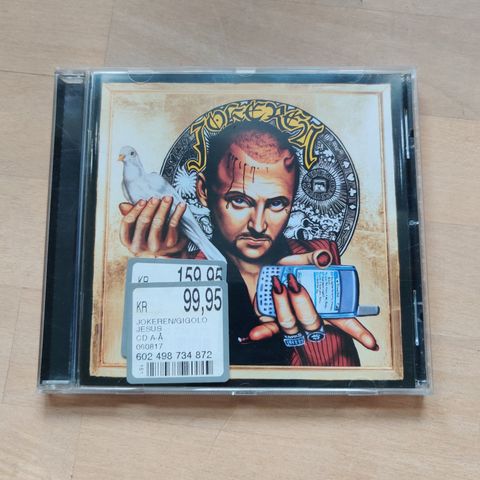 JOKEREN
KR 159,95
KR 99,95
JOKEREN/GIGOLO
JESUS
CD A-Å
060817
602 498 734 872